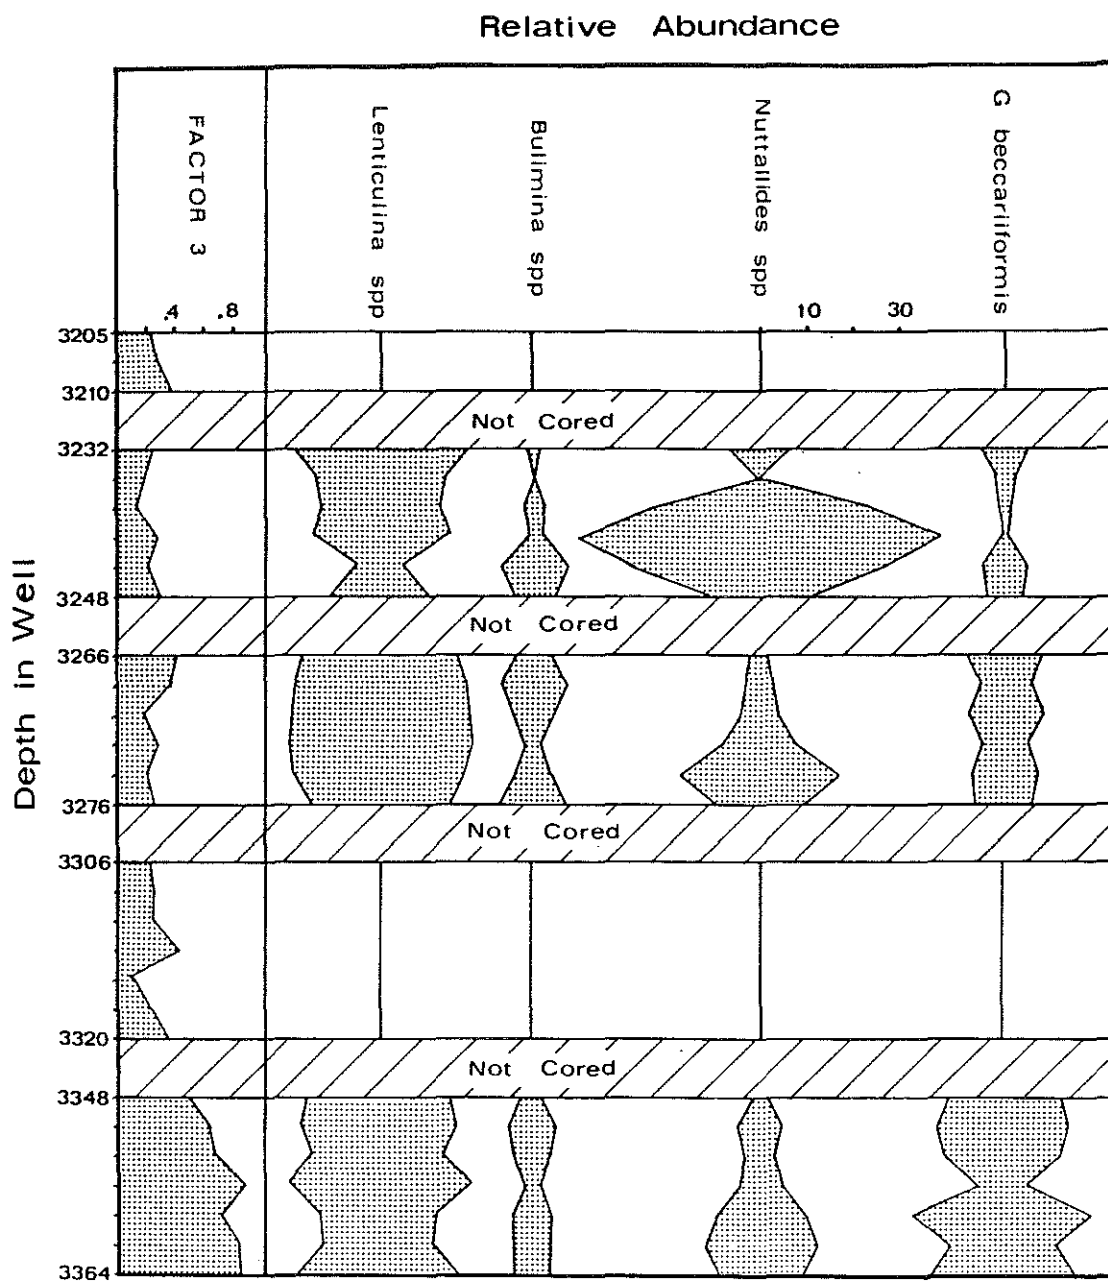 Relative Abundance
FACTOR 3
Lenticulina spp
Bulimina spp
Nuttallides spp
G beccariiformis
.4 .8
10 30
Depth in Well
3205
3210
Not Cored
3232
3248
Not Cored
3266
3276
Not Cored
3306
3320
Not Cored
3348
3364